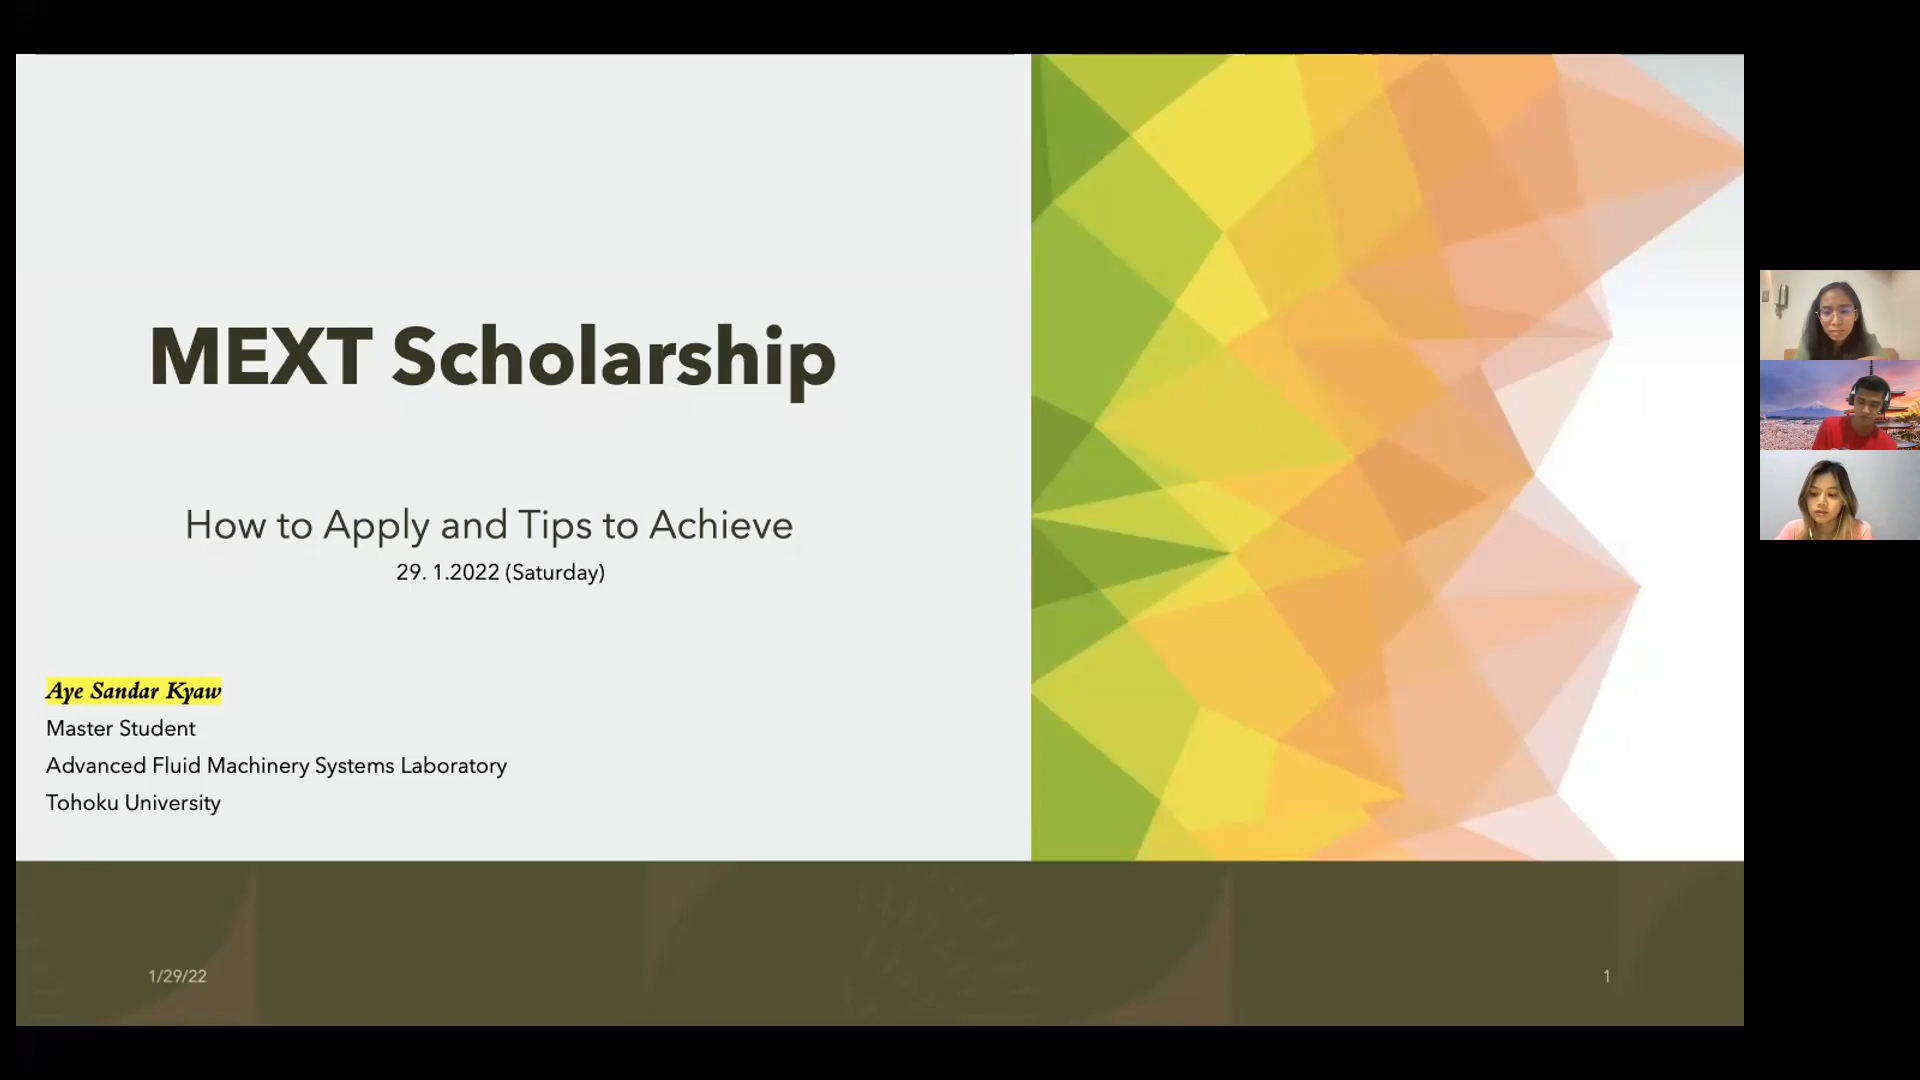 MEXT Scholarship
How to Apply and Tips to Achieve
29. 1.2022 (Saturday)
Aye Sandar Kyaw
Master Student
Advanced Fluid Machinery Systems Laboratory
Tohoku University
1/29/22
1